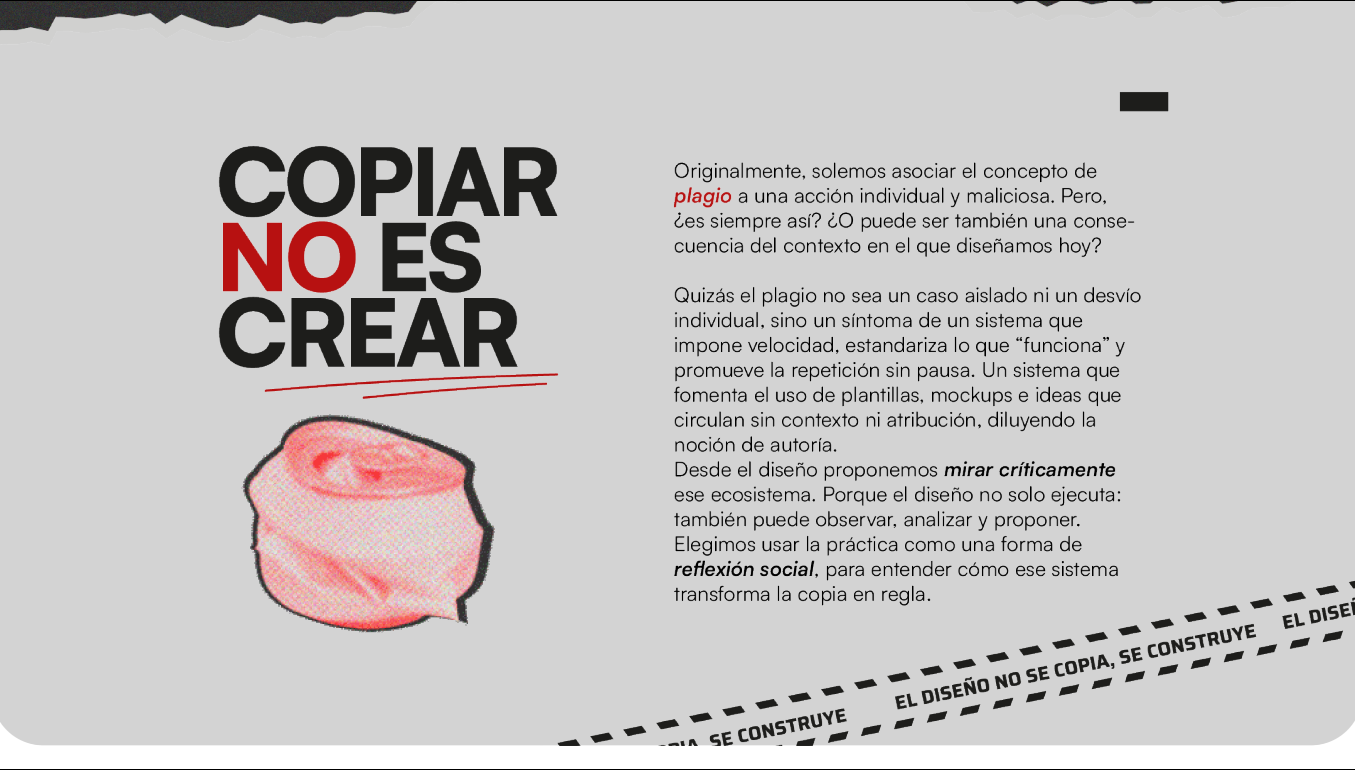 COPIAR
NO ES
CREAR
Originalmente, solemos asociar el concepto de
plagio a una acción individual y maliciosa. Pero,
¿es siempre así? ¿O puede ser también una conse-
cuencia del contexto en el que diseñamos hoy?
Quizás el plagio no sea un caso aislado ni un desvío
individual, sino un síntoma de un sistema que
impone velocidad, estandariza lo que “funciona” y
promueve la repetición sin pausa. Un sistema que
fomenta el uso de plantillas, mockups e ideas que
circulan sin contexto ni atribución, diluyendo la
noción de autoría.
Desde el diseño proponemos mirar críticamente
ese ecosistema. Porque el diseño no solo ejecuta:
también puede observar, analizar y proponer.
Elegimos usar la práctica como una forma de
reflexión social, para entender cómo ese sistema
transforma la copia en regla.
SE CONSTRUYE
EL DISEÑO NO SE COPIA, SE CONSTRUYE
EL